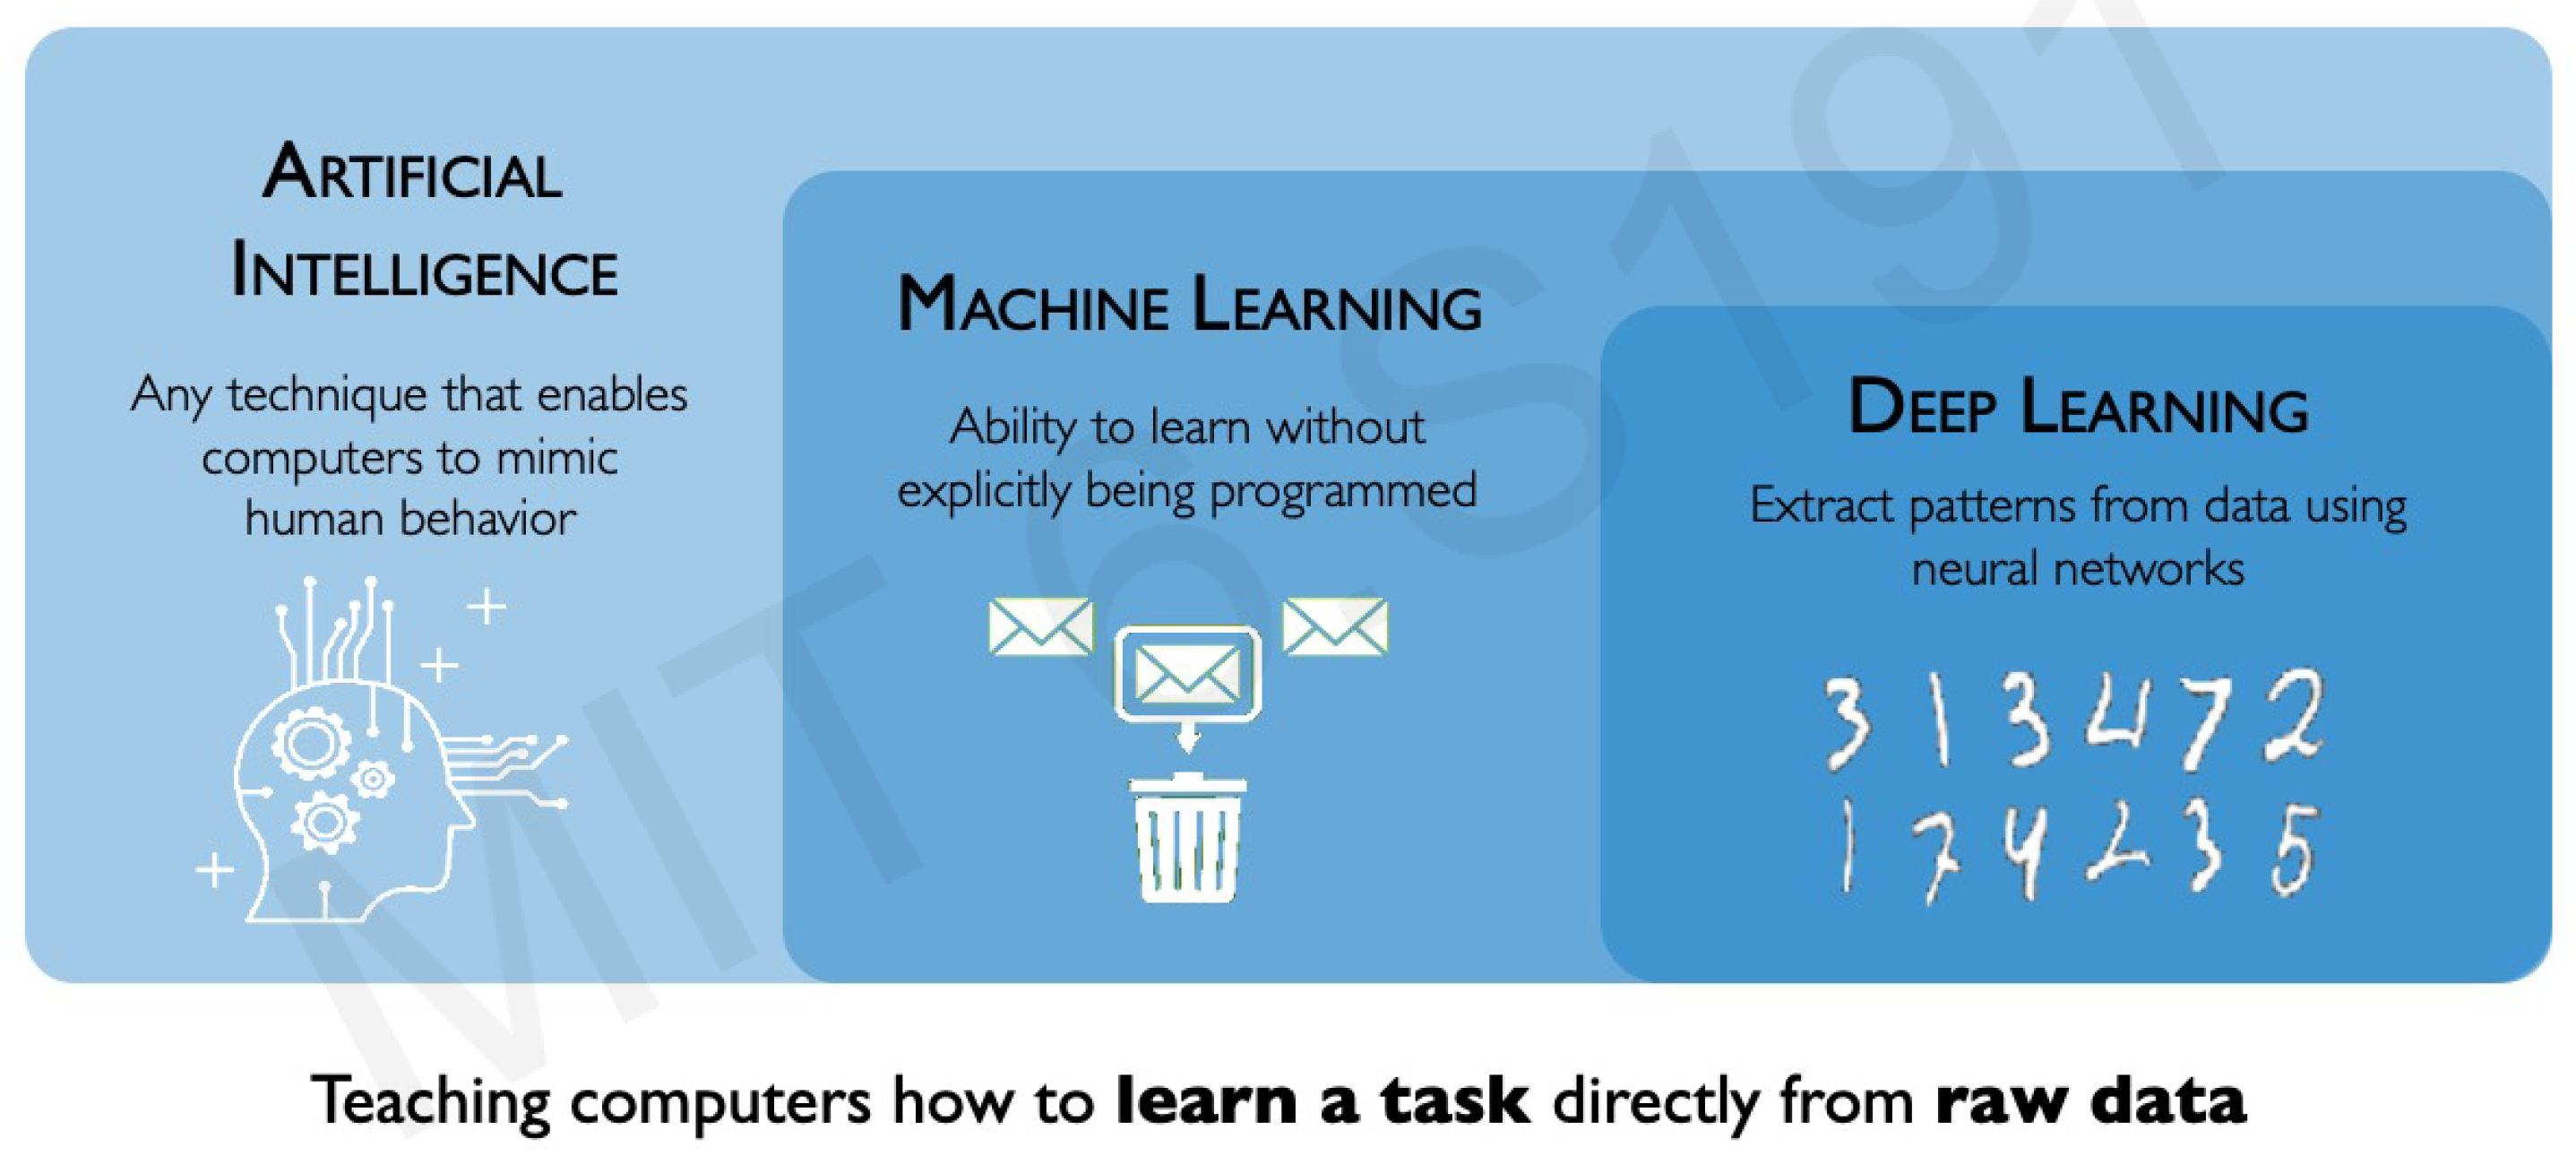 ARTIFICIAL
INTELLIGENCE
Any technique that enables
computers to mimic
human behavior
MACHINE LEARNING
Ability to learn without
explicitly being programmed
DEEP LEARNING
Extract patterns from data using
neural networks
3 1 3 4 7 2
1 7 4 2 3 5
Teaching computers how to learn a task directly from raw data
MIT 6.S191